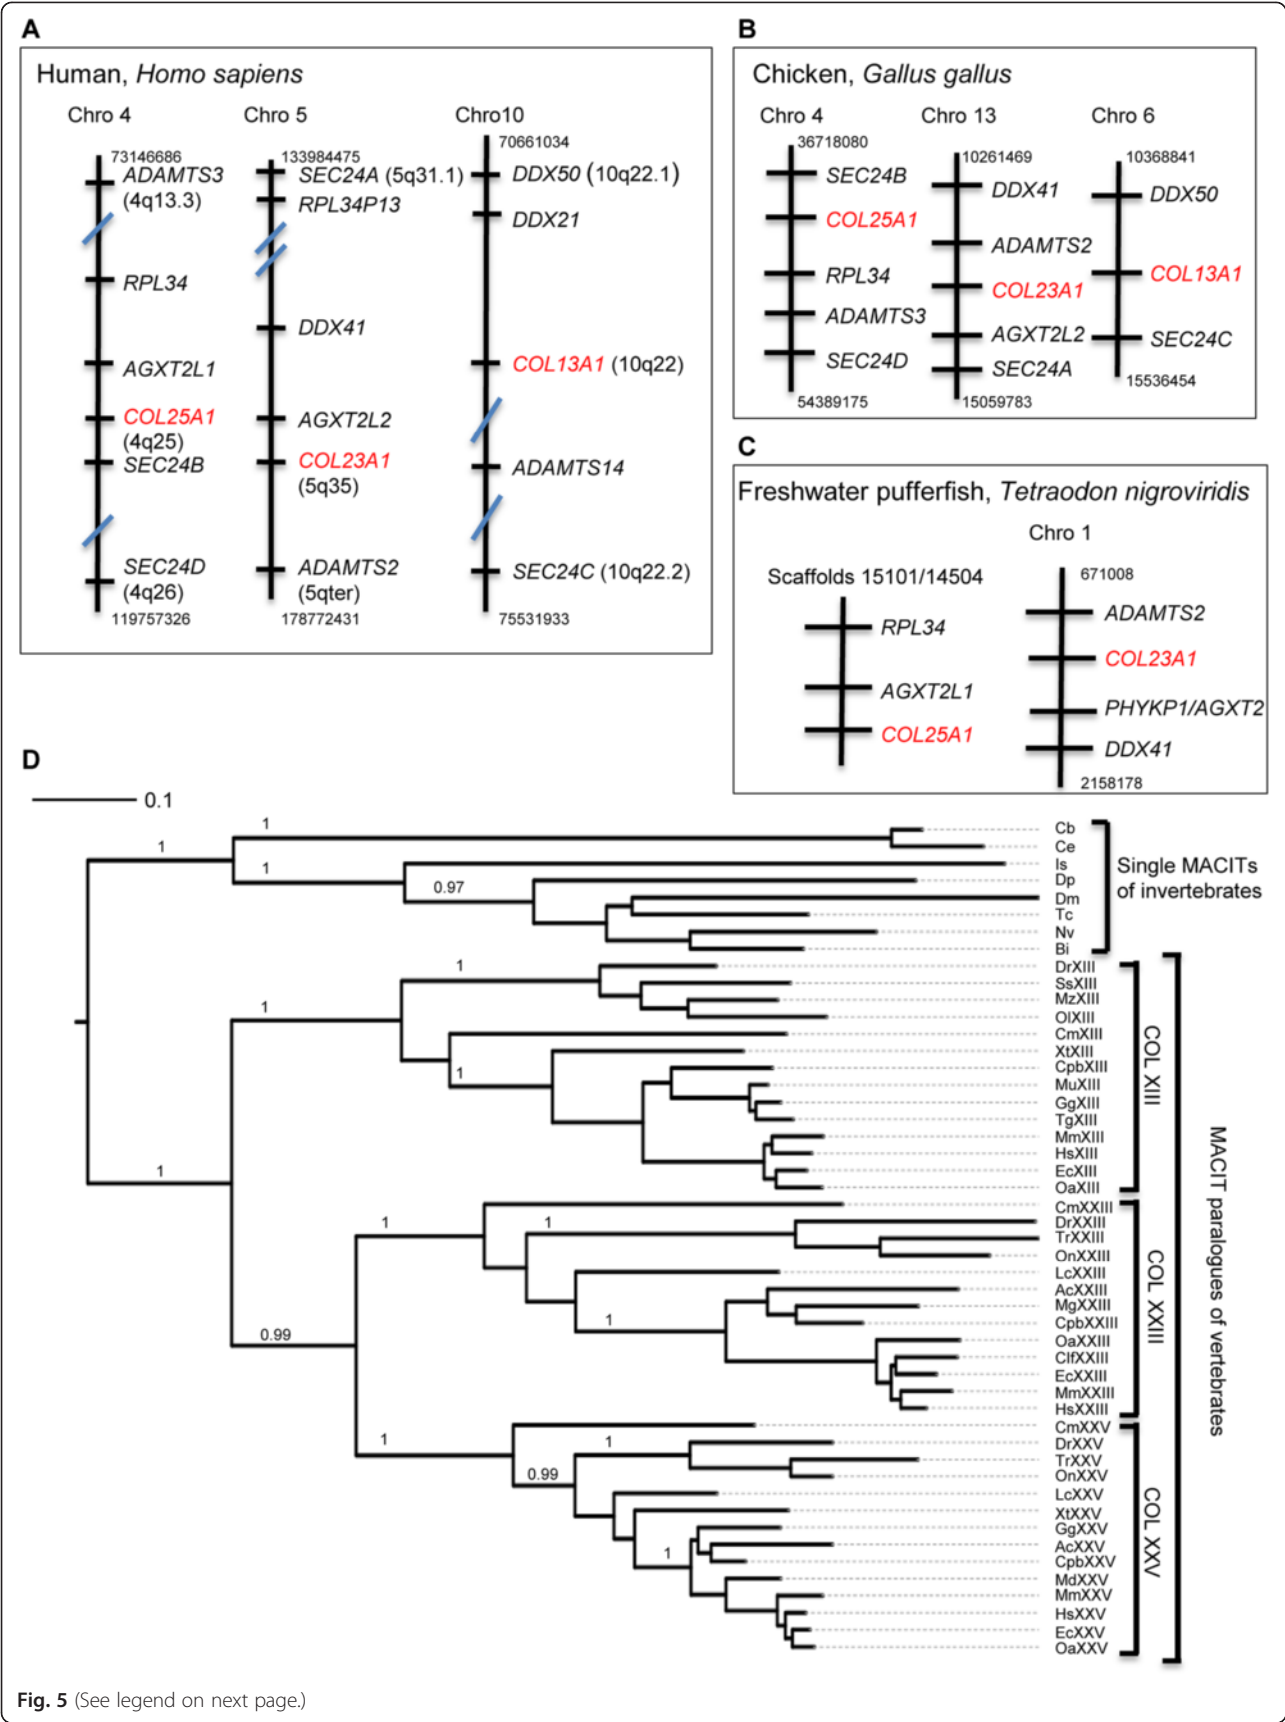 A
Human, Homo sapiens
Chro 4
73146686
ADAMTS3
(4q13.3)
RPL34
AGXT2L1
COL25A1
(4q25)
SEC24B
SEC24D
(4q26)
119757326
Chro 5
133984475
SEC24A (5q31.1)
RPL34P13
DDX41
AGXT2L2
COL23A1
(5q35)
ADAMTS2
(5qter)
178772431
Chro10
70661034
DDX50 (10q22.1)
DDX21
COL13A1 (10q22)
ADAMTS14
SEC24C (10q22.2)
75531933
B
Chicken, Gallus gallus
Chro 4
36718080
SEC24B
COL25A1
RPL34
ADAMTS3
SEC24D
54389175
Chro 13
10261469
DDX41
ADAMTS2
COL23A1
AGXT2L2
SEC24A
15059783
Chro 6
10368841
DDX50
COL13A1
SEC24C
15536454
C
Freshwater pufferfish, Tetraodon nigroviridis
Scaffolds 15101/14504
RPL34
AGXT2L1
COL25A1
Chro 1
671008
ADAMTS2
COL23A1
PHYKP1/AGXT2
DDX41
2158178
D
0.1
1
1
1
0.97
1
1
1
1
1
1
1
0.99
1
1
0.99
1
Cb
Ce
Is
Dp
Dm
Tc
Nv
Bi
Single MACITs
of invertebrates
DrXIII
SsXIII
MzXIII
OlXIII
CmXIII
XtXIII
CpbXIII
MuXIII
GgXIII
TgXIII
MmXIII
HsXIII
EcXIII
OaXIII
COL XIII
CmXXIII
DrXXIII
TrXXIII
OnXXIII
LcXXIII
AcXXIII
MgXXIII
CpbXXIII
OaXXIII
ClfXXIII
EcXXIII
MmXXIII
HsXXIII
COL XXIII
CmXXV
DrXXV
TrXXV
OnXXV
LcXXV
XtXXV
GgXXV
AcXXV
CpbXXV
MdXXV
MmXXV
HsXXV
EcXXV
OaXXV
COL XXV
MACIT paralogues of vertebrates
Fig. 5 (See legend on next page.)